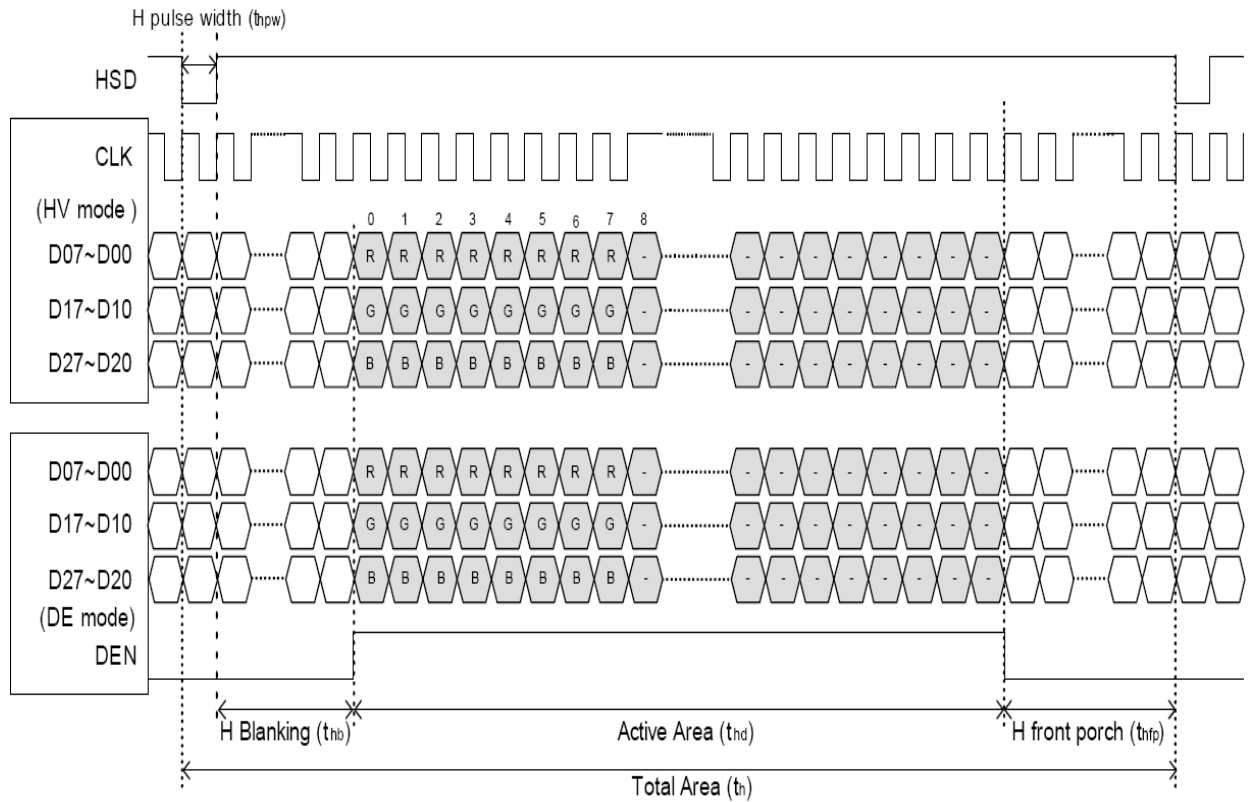 H pulse width (thpw)
HSD
CLK
(HV mode )
0 1 2 3 4 5 6 7 8
D07~D00 R R R R R R R R - - - - - - - - -
D17~D10 G G G G G G G G - - - - - - - - -
D27~D20 B B B B B B B B - - - - - - - - -
D07~D00 R R R R R R R R - - - - - - - - -
D17~D10 G G G G G G G G - - - - - - - - -
D27~D20 B B B B B B B B - - - - - - - - -
(DE mode)
DEN
H Blanking (thb) Active Area (thd) H front porch (thfp)
Total Area (th)